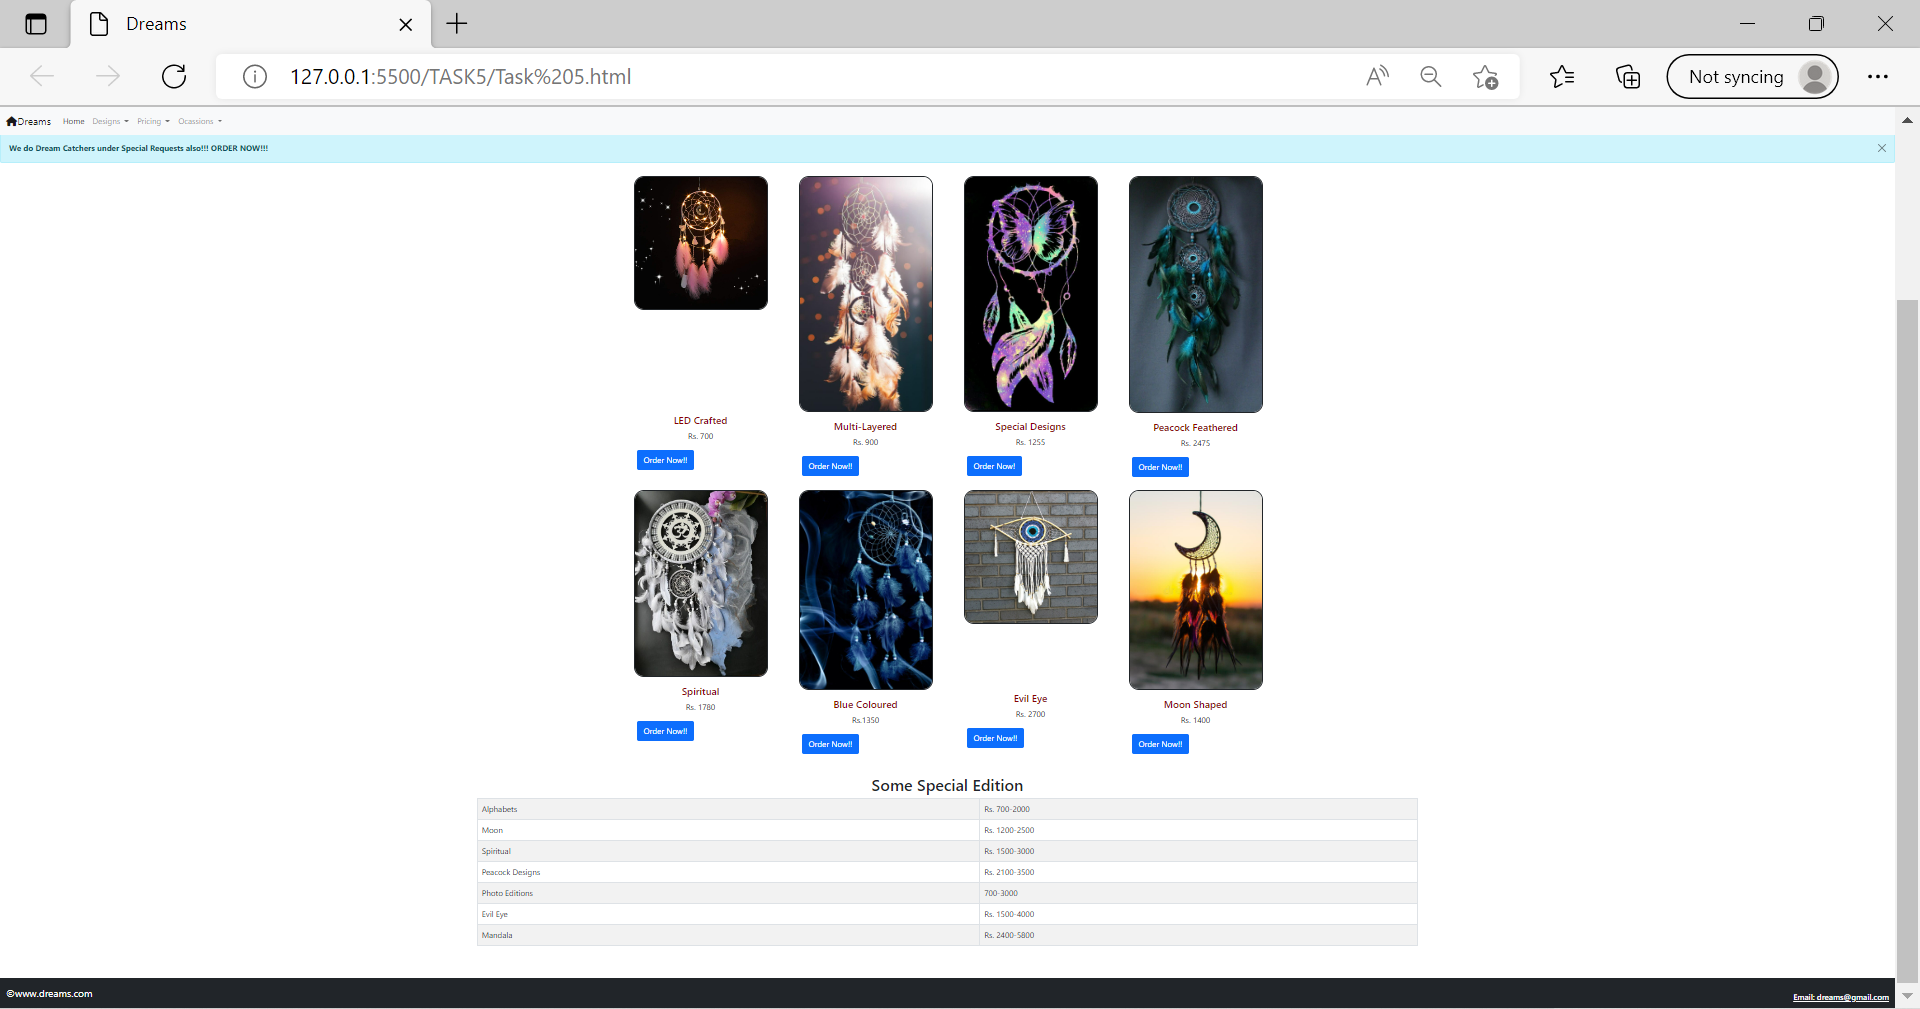 Dreams
127.0.0.1:5500/TASK5/Task%205.html
Not syncing
Dreams Home Designs Pricing Ocassions
We do Dream Catchers under Special Requests also!!! ORDER NOW!!!
LED Crafted
Rs. 700
Order Now!!
Multi-Layered
Rs. 900
Order Now!!
Special Designs
Rs. 1255
Order Now!
Peacock Feathered
Rs. 2475
Order Now!!
Spiritual
Rs. 1780
Order Now!!
Blue Coloured
Rs.1350
Order Now!!
Evil Eye
Rs. 2700
Order Now!!
Moon Shaped
Rs. 1400
Order Now!!
Some Special Edition
Alphabets Rs. 700-2000
Moon Rs. 1200-2500
Spiritual Rs. 1500-3000
Peacock Designs Rs. 2100-3500
Photo Editions 700-3000
Evil Eye Rs. 1500-4000
Mandala Rs. 2400-5800
©www.dreams.com
Email: dreams@gmail.com